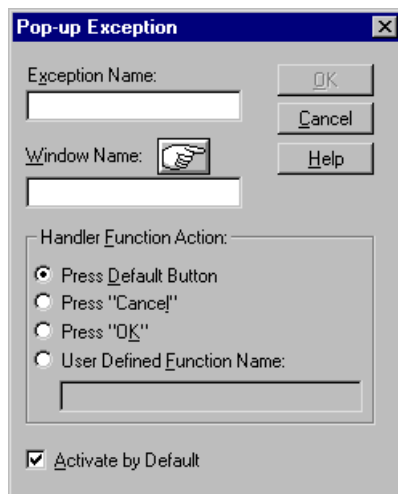 Pop-up Exception
Exception Name:
OK
Cancel
Window Name:
Help
Handler Function Action:
Press Default Button
Press "Cancel"
Press "OK"
User Defined Function Name:
Activate by Default